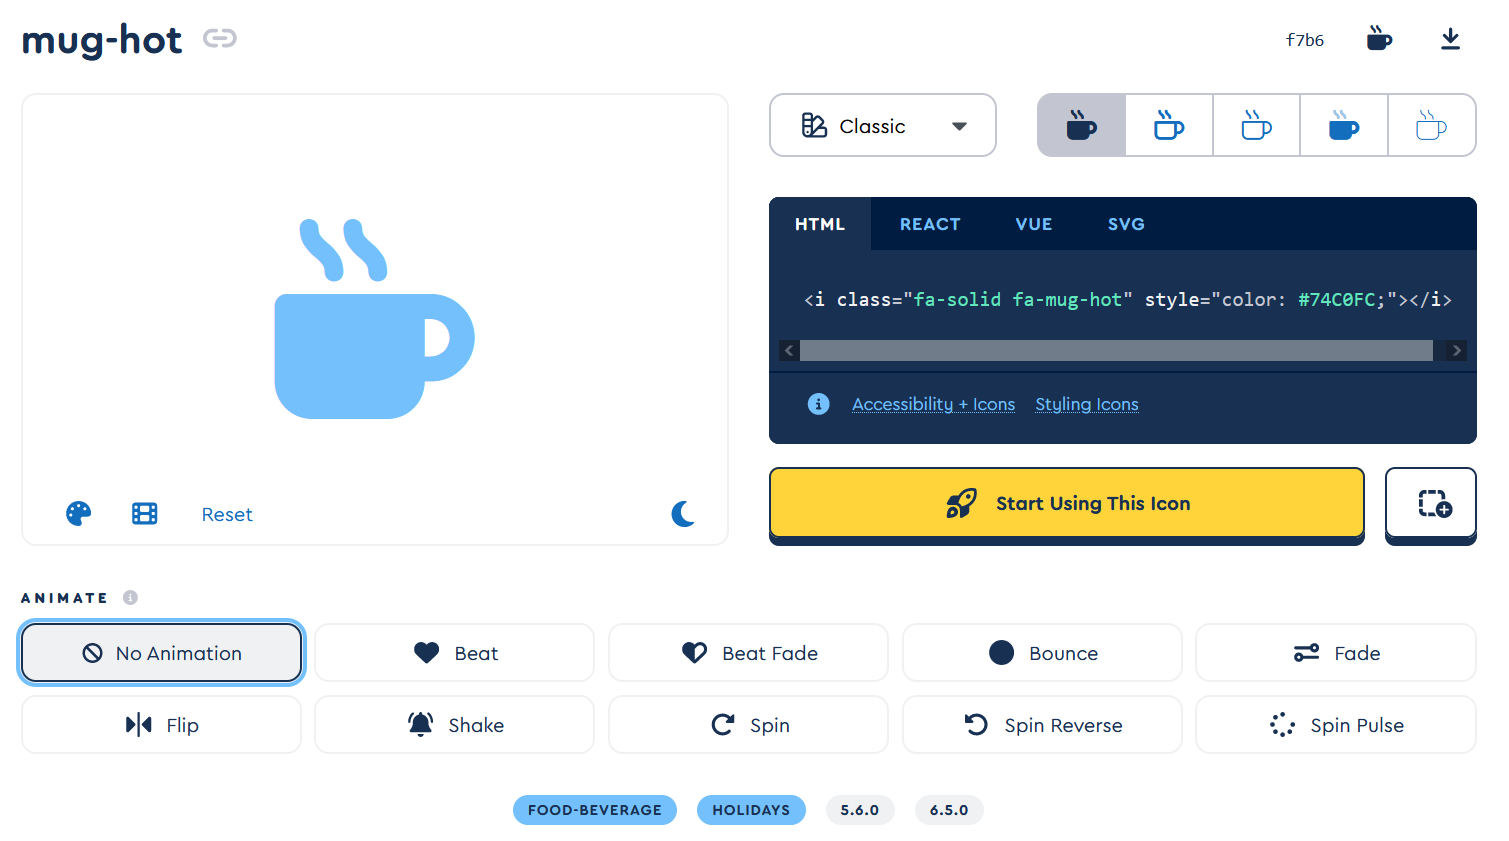 mug-hot
f7b6
Classic
HTML REACT VUE SVG
<i class="fa-solid fa-mug-hot" style="color: #74C0FC;"></i>
Accessibility + Icons Styling Icons
Reset
Start Using This Icon
ANIMATE
No Animation Beat Beat Fade Bounce Fade
Flip Shake Spin Spin Reverse Spin Pulse
FOOD-BEVERAGE HOLIDAYS 5.6.0 6.5.0